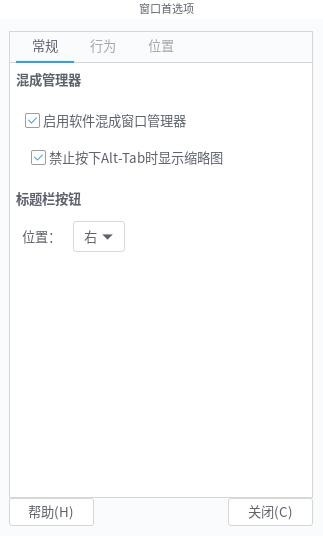 窗口首选项
常规 行为 位置
混成管理器
启用软件混成窗口管理器
禁止按下Alt-Tab时显示缩略图
标题栏按钮
位置： 右
帮助(H) 关闭(C)